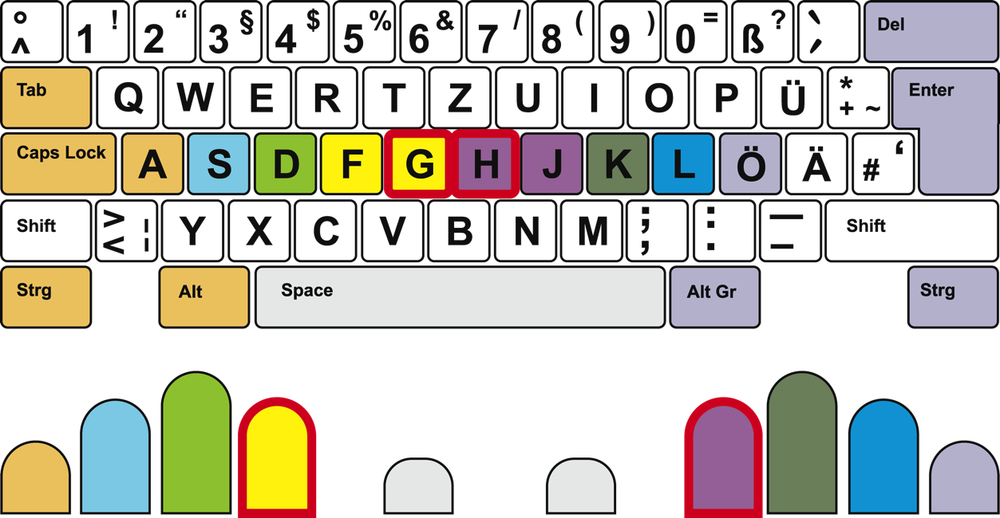 ° ^ 1 ! 2 “ 3 § 4 $ 5 % 6 & 7 / 8 ( 9 ) 0 = ß ? ` ´ Del
Tab Q W E R T Z U I O P Ü * + ~ Enter
Caps Lock A S D F G H J K L Ö Ä # ‘
Shift > < ¦ Y X C V B N M ; , : . — – Shift
Strg Alt Space Alt Gr Strg